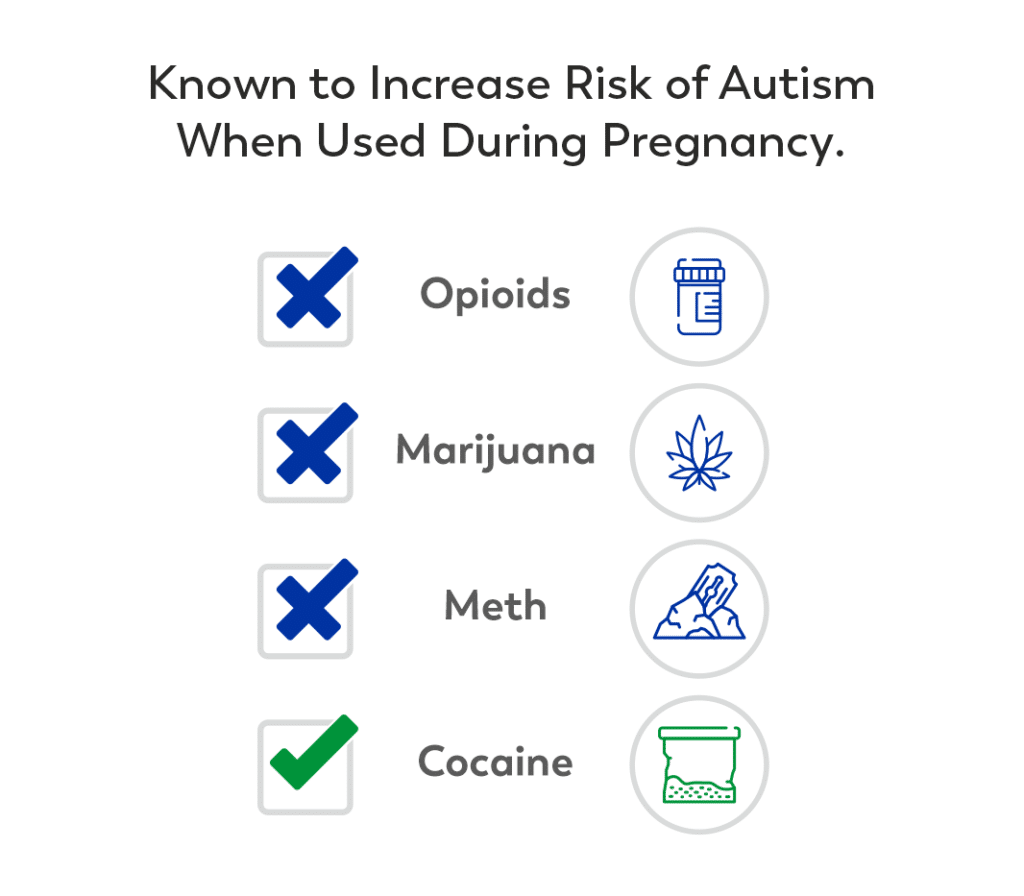 Known to Increase Risk of Autism
When Used During Pregnancy.
Opioids
Marijuana
Meth
Cocaine